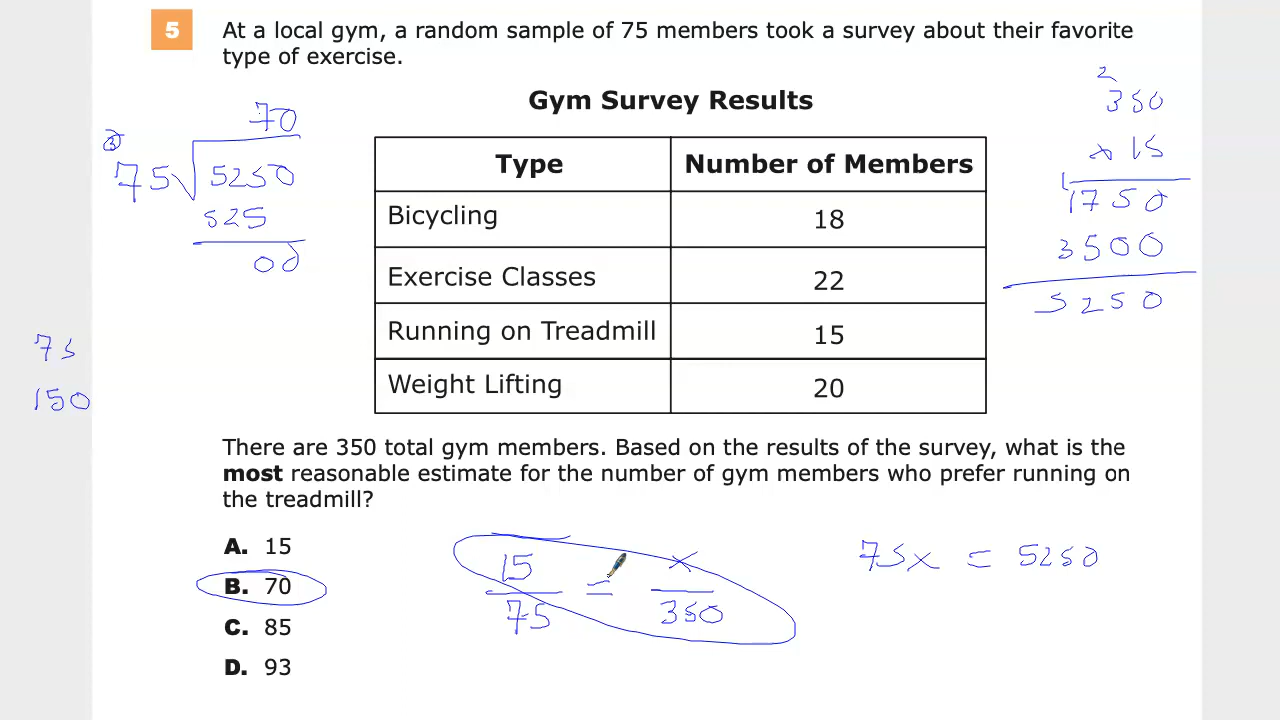 5 At a local gym, a random sample of 75 members took a survey about their favorite
type of exercise.
Gym Survey Results
Type Number of Members
Bicycling 18
Exercise Classes 22
Running on Treadmill 15
Weight Lifting 20
70
75 5250
525
00
75
150
2
350
x 15
1
1750
3500
5250
There are 350 total gym members. Based on the results of the survey, what is the
most reasonable estimate for the number of gym members who prefer running on
the treadmill?
A. 15
B. 70
C. 85
D. 93
15 = x
75 350
75x = 5250